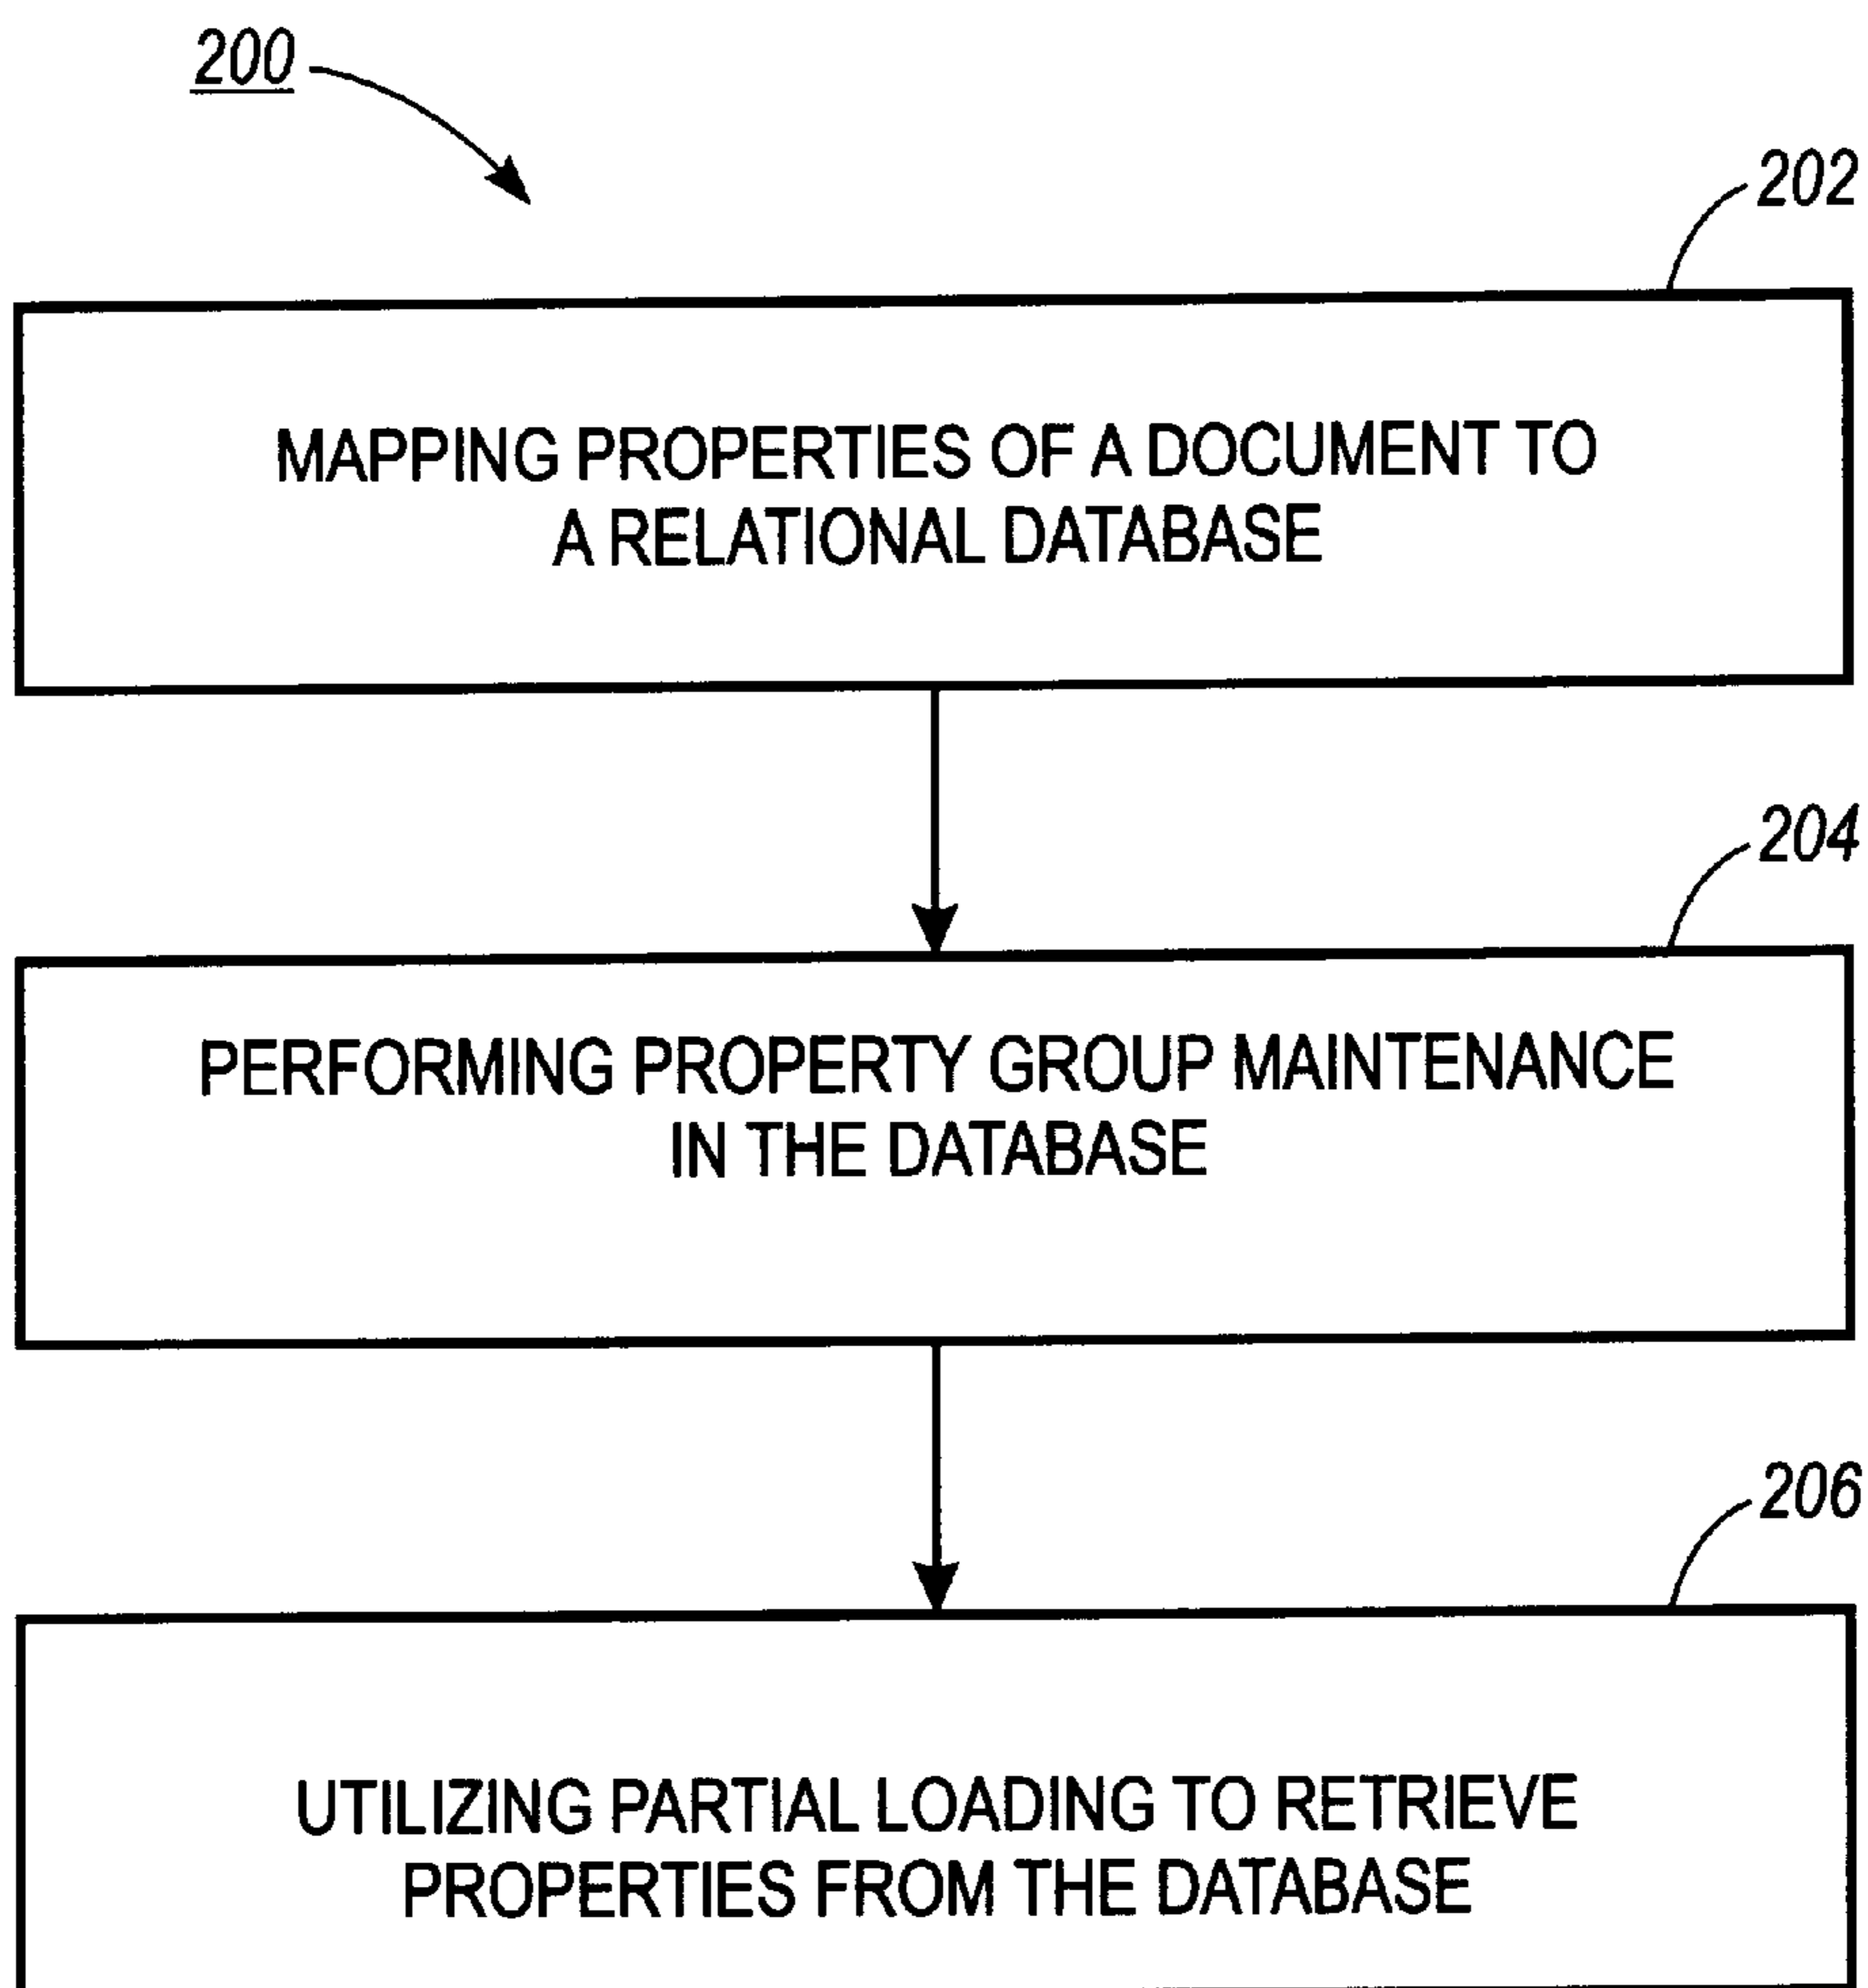 200
202
MAPPING PROPERTIES OF A DOCUMENT TO
A RELATIONAL DATABASE
204
PERFORMING PROPERTY GROUP MAINTENANCE
IN THE DATABASE
206
UTILIZING PARTIAL LOADING TO RETRIEVE
PROPERTIES FROM THE DATABASE